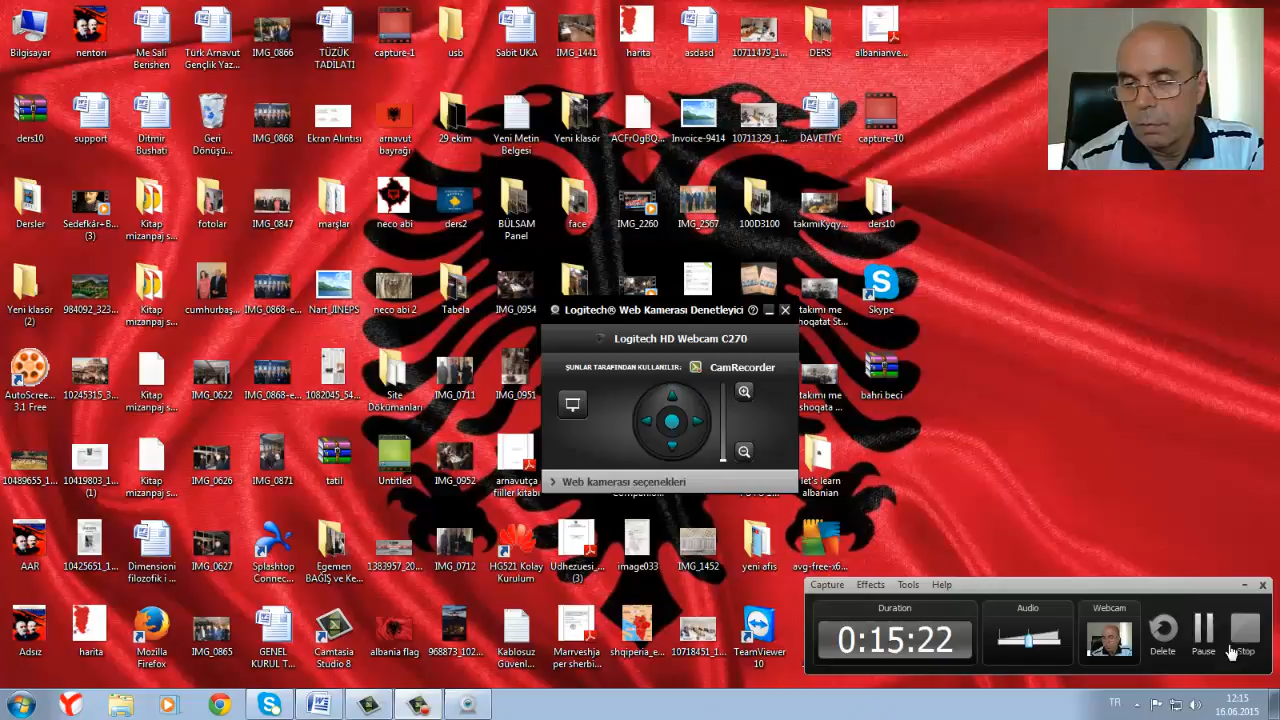 Bilgisayar
nentori
Me Sali
Berishen
Türk Arnavut
Gençlik Yaz...
IMG_0866
TÜZÜK
TADİLATI
capture-1
usb
Sabit UKA
IMG_1441
harita
asdasd
10711479_1...
DERS
albanianve...
ders10
support
Ditmir
Bushati
Geri
Dönüşü...
IMG_0868
Ekran Alıntısı
arnavut
bayrağı
29 ekim
Yeni Metin
Belgesi
Yeni klasör
ACFrOgBQ...
Invoice-9414
10711329_1...
DAVETİYE
capture-10
Dersler
Sedefkâr+B...
(3)
Kitap
mizanpaj s...
fotolar
IMG_0847
marşlar
neco abi
ders2
BÜLSAM
Panel
face
IMG_2260
IMG_2567
100D3100
takımiKyqy...
ders10
Yeni klasör
(2)
984092_323...
Kitap
mizanpaj s...
cumhurbaş...
IMG_0868-e...
Nart_JINEPS
neco abi 2
Tabela
IMG_0954
takımi me
shoqatat St...
Skype
Logitech® Web Kamerası Denetleyici
Logitech HD Webcam C270
ŞUNLAR TARAFINDAN KULLANILIR:
CamRecorder
Web kamerası seçenekleri
AutoScree...
3.1 Free
10245315_3...
Kitap
mizanpaj s...
IMG_0622
IMG_0868-e...
1082045_54...
Site
Dökümanları
IMG_0711
IMG_0951
takımi me
shoqata ...
bahri beci
10489655_1...
10419803_1...
(1)
Kitap
mizanpaj s...
IMG_0626
IMG_0871
tatil
Untitled
IMG_0952
arnavutça
fiiller kitabi
let's learn
albanian
AAR
10425651_1...
Dimensioni
filozofik i ...
IMG_0627
Splashtop
Connec...
Egemen
BAĞIŞ ve Ke...
1383957_20...
IMG_0712
HG521 Kolay
Kurulum
Udhezuesi_...
(3)
image033
IMG_1452
yeni afis
avg-free-x6...
Adsız
harita
Mozilla
Firefox
IMG_0865
GENEL
KURUL T...
Camtasia
Studio 8
albania flag
968873_102...
Kablosuz
Güvenl...
Marrveshja
per sherbi...
shqiperia_e...
10718451_1...
TeamViewer
10
Capture Effects Tools Help
Duration
Audio
Webcam
0:15:22
Delete
Pause
Stop
TR
12:15
16.06.2015